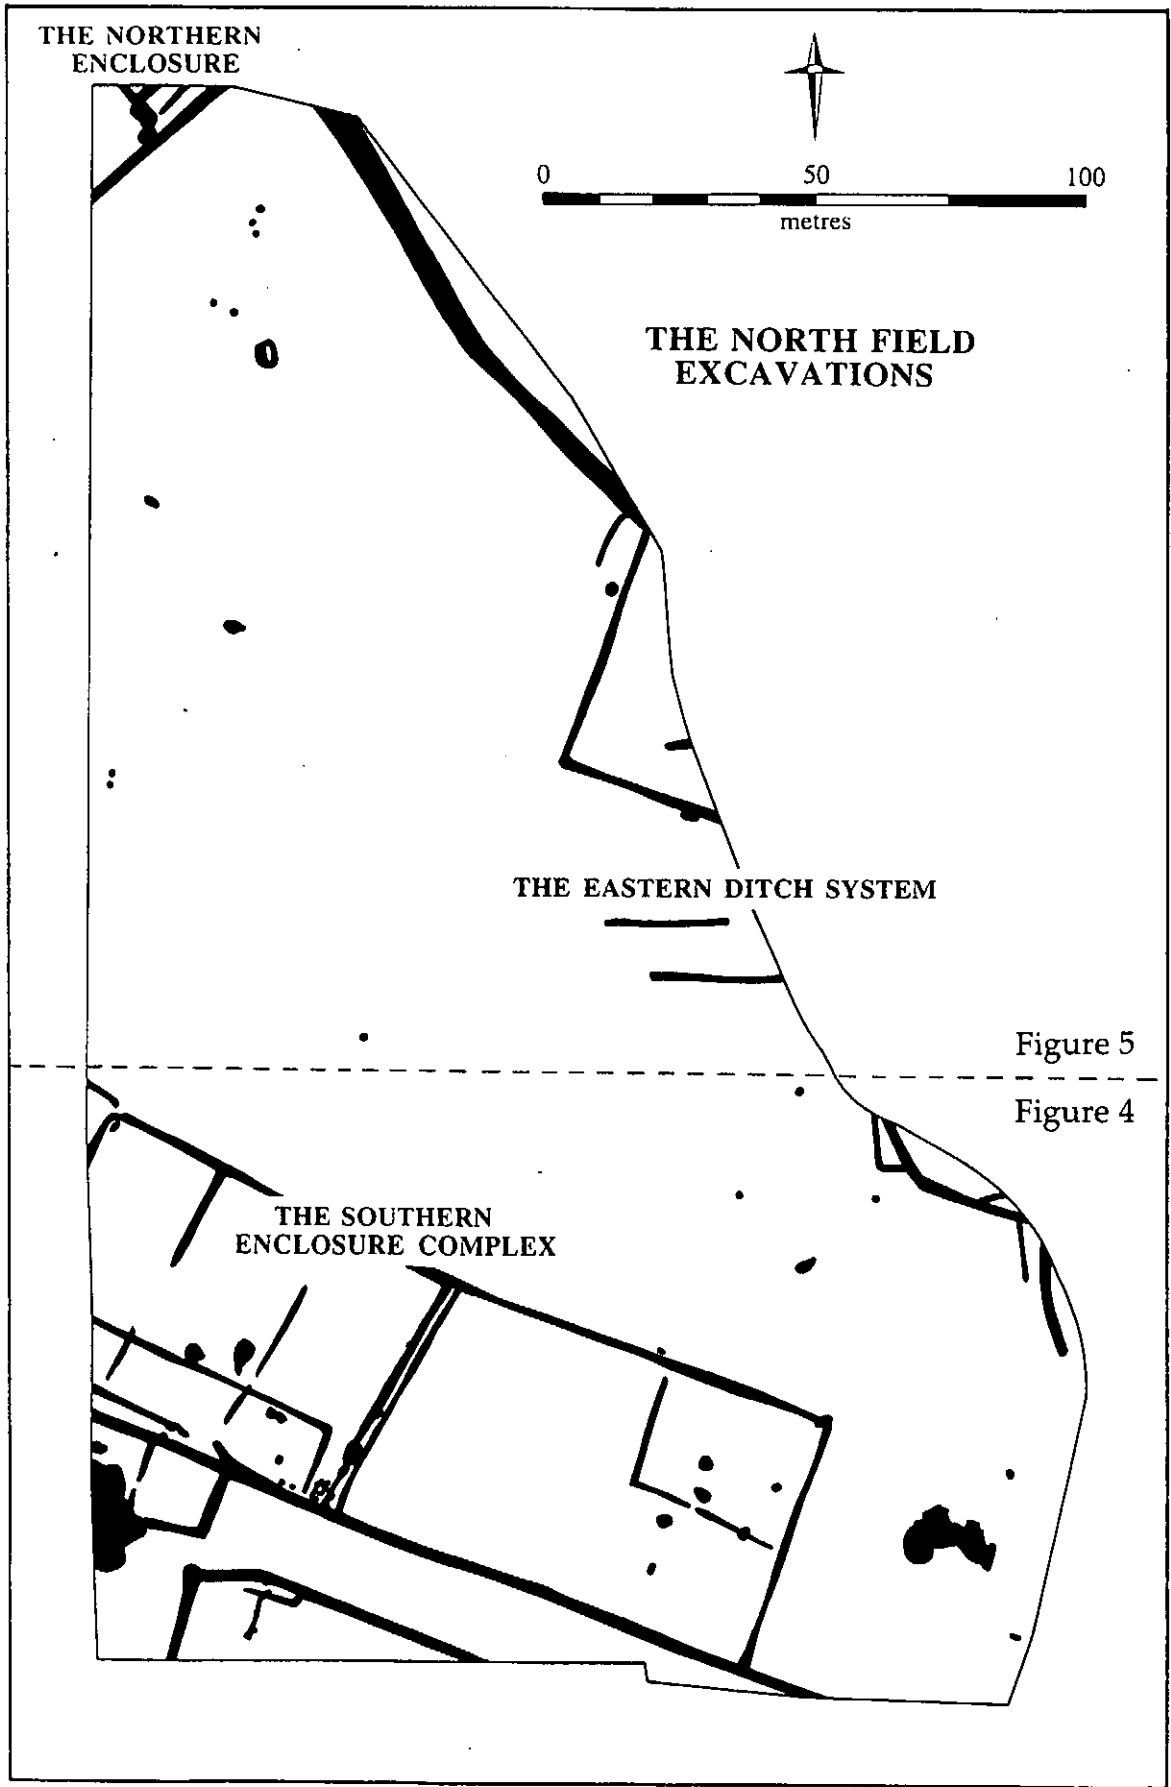 THE NORTHERN
ENCLOSURE
0 50 100
metres
THE NORTH FIELD
EXCAVATIONS
THE EASTERN DITCH SYSTEM
Figure 5
Figure 4
THE SOUTHERN
ENCLOSURE COMPLEX